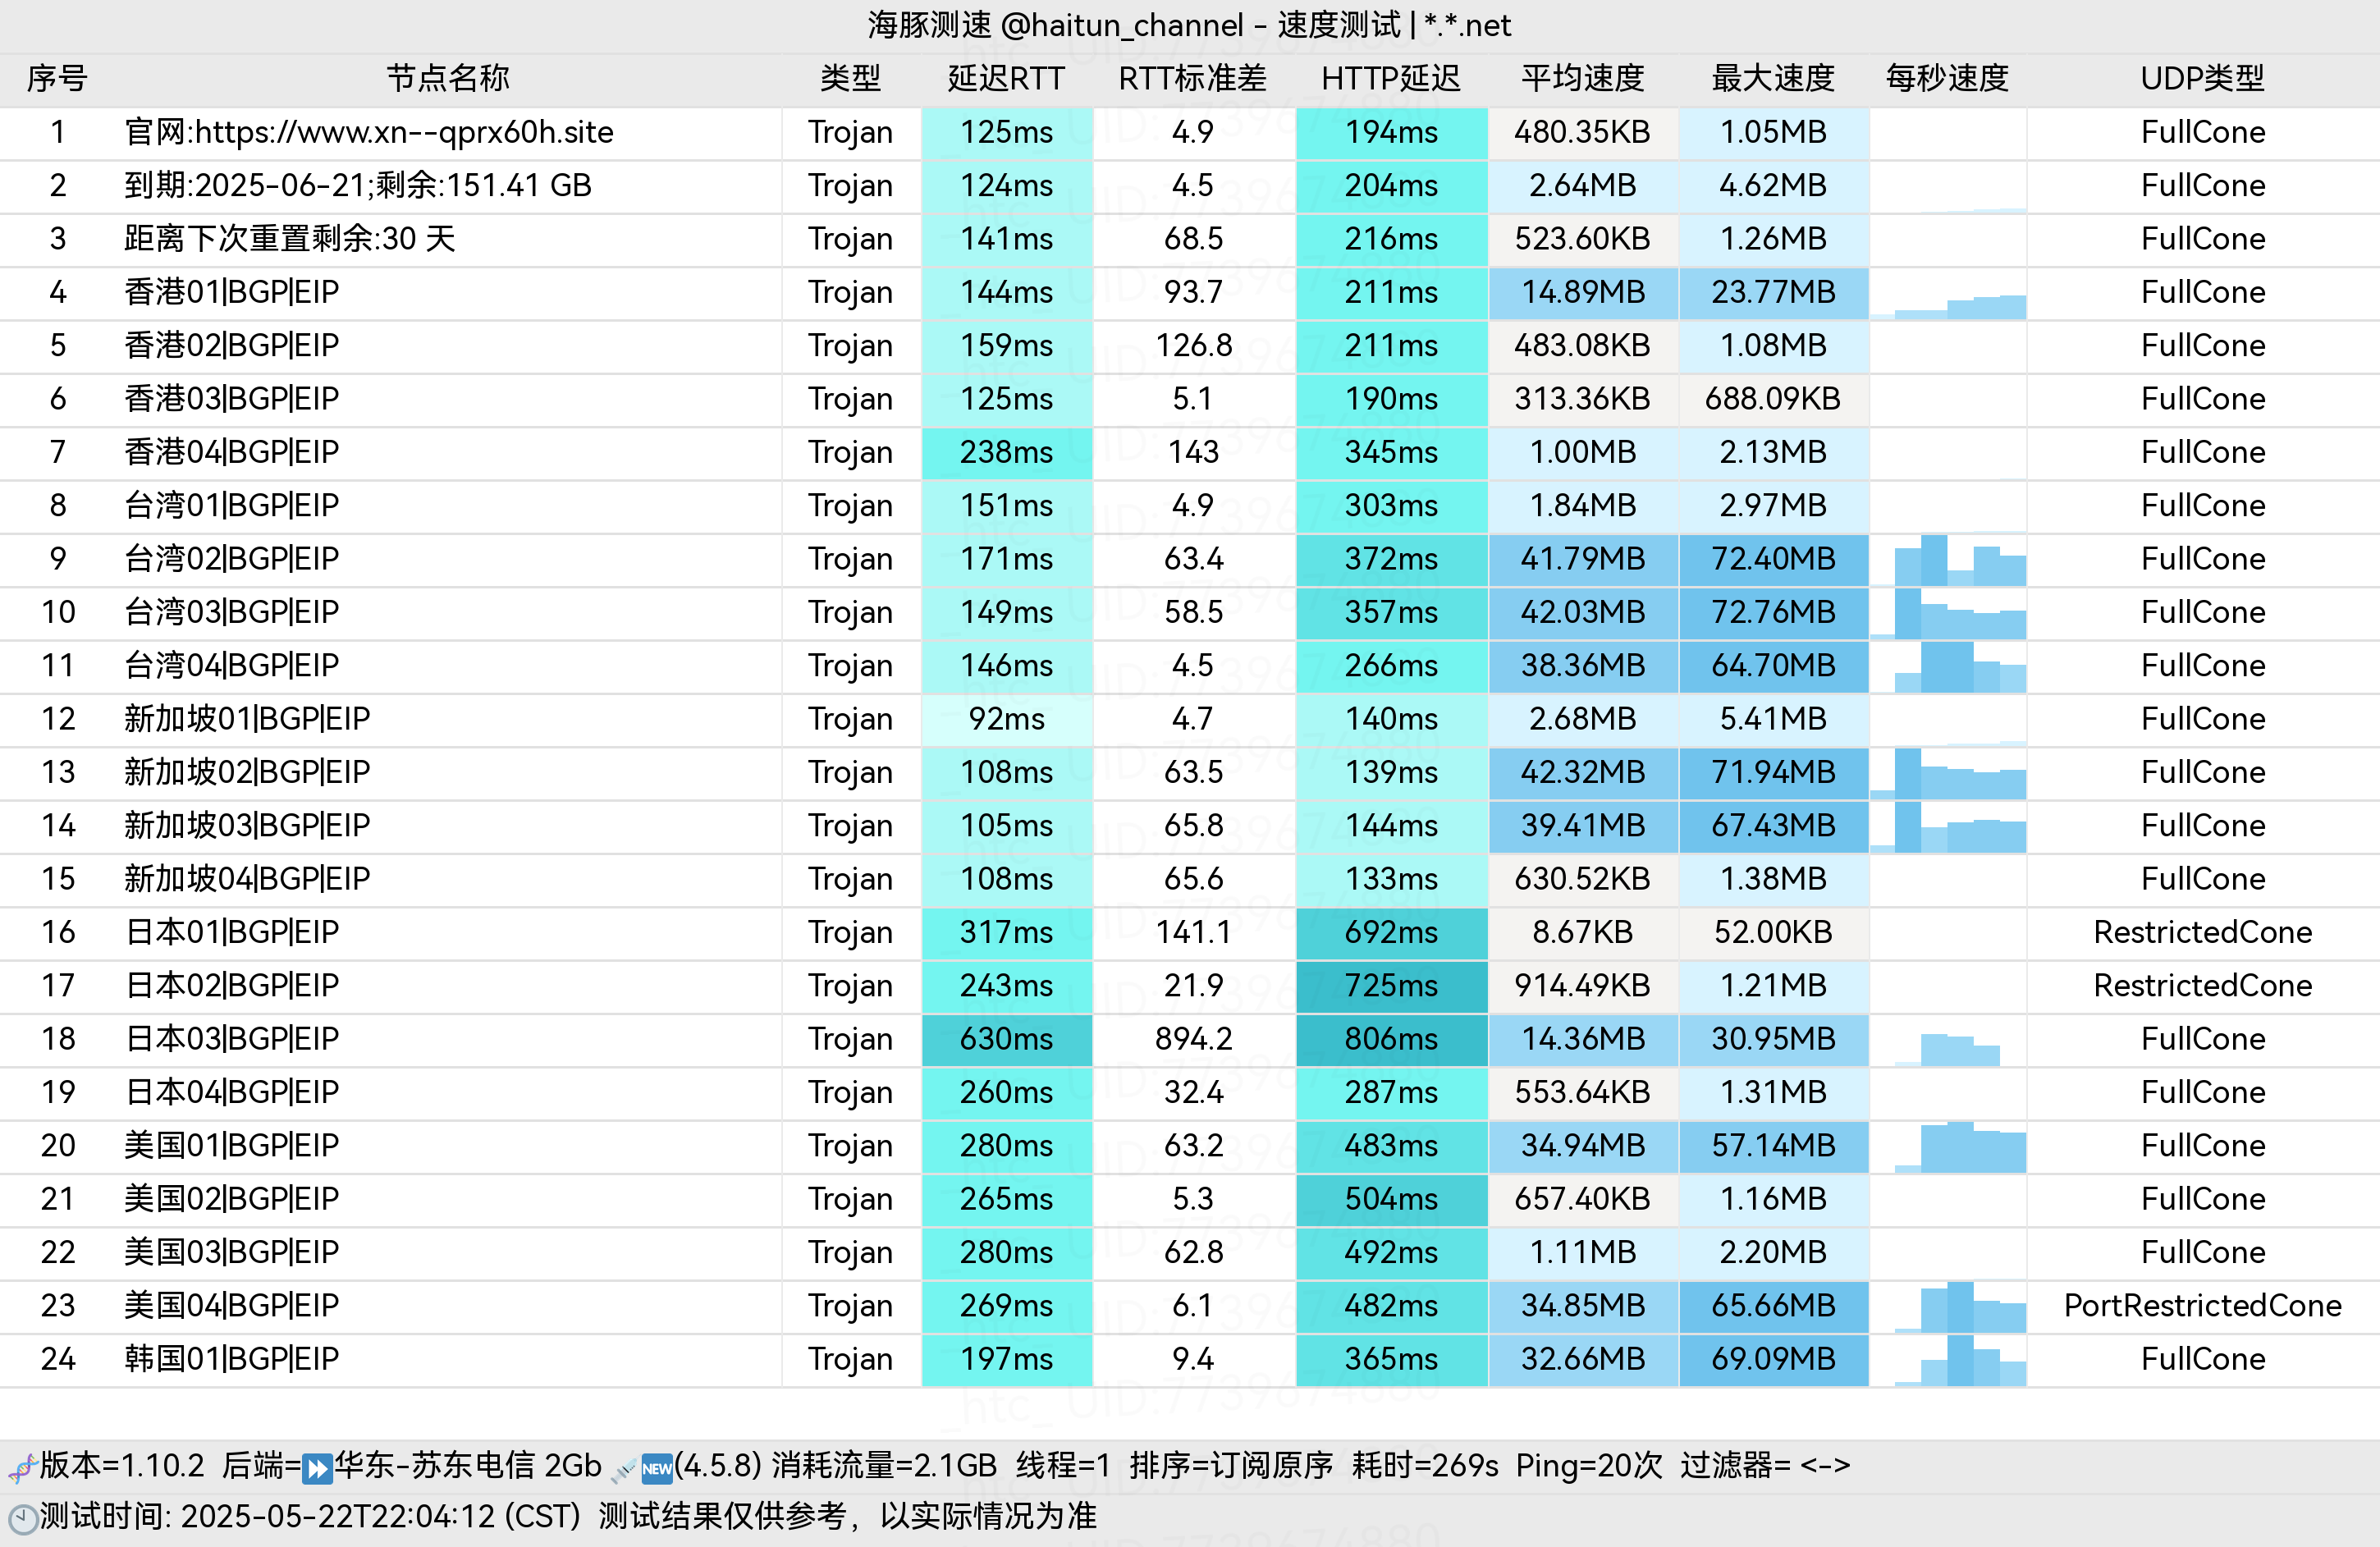 海豚测速 @haitun_channel - 速度测试 | *.*.net
序号 节点名称 类型 延迟RTT RTT标准差 HTTP延迟 平均速度 最大速度 每秒速度 UDP类型
1 官网:https://www.xn--qprx60h.site Trojan 125ms 4.9 194ms 480.35KB 1.05MB FullCone
2 到期:2025-06-21;剩余:151.41 GB Trojan 124ms 4.5 204ms 2.64MB 4.62MB FullCone
3 距离下次重置剩余:30 天 Trojan 141ms 68.5 216ms 523.60KB 1.26MB FullCone
4 香港01|BGP|EIP Trojan 144ms 93.7 211ms 14.89MB 23.77MB FullCone
5 香港02|BGP|EIP Trojan 159ms 126.8 211ms 483.08KB 1.08MB FullCone
6 香港03|BGP|EIP Trojan 125ms 5.1 190ms 313.36KB 688.09KB FullCone
7 香港04|BGP|EIP Trojan 238ms 143 345ms 1.00MB 2.13MB FullCone
8 台湾01|BGP|EIP Trojan 151ms 4.9 303ms 1.84MB 2.97MB FullCone
9 台湾02|BGP|EIP Trojan 171ms 63.4 372ms 41.79MB 72.40MB FullCone
10 台湾03|BGP|EIP Trojan 149ms 58.5 357ms 42.03MB 72.76MB FullCone
11 台湾04|BGP|EIP Trojan 146ms 4.5 266ms 38.36MB 64.70MB FullCone
12 新加坡01|BGP|EIP Trojan 92ms 4.7 140ms 2.68MB 5.41MB FullCone
13 新加坡02|BGP|EIP Trojan 108ms 63.5 139ms 42.32MB 71.94MB FullCone
14 新加坡03|BGP|EIP Trojan 105ms 65.8 144ms 39.41MB 67.43MB FullCone
15 新加坡04|BGP|EIP Trojan 108ms 65.6 133ms 630.52KB 1.38MB FullCone
16 日本01|BGP|EIP Trojan 317ms 141.1 692ms 8.67KB 52.00KB RestrictedCone
17 日本02|BGP|EIP Trojan 243ms 21.9 725ms 914.49KB 1.21MB RestrictedCone
18 日本03|BGP|EIP Trojan 630ms 894.2 806ms 14.36MB 30.95MB FullCone
19 日本04|BGP|EIP Trojan 260ms 32.4 287ms 553.64KB 1.31MB FullCone
20 美国01|BGP|EIP Trojan 280ms 63.2 483ms 34.94MB 57.14MB FullCone
21 美国02|BGP|EIP Trojan 265ms 5.3 504ms 657.40KB 1.16MB FullCone
22 美国03|BGP|EIP Trojan 280ms 62.8 492ms 1.11MB 2.20MB FullCone
23 美国04|BGP|EIP Trojan 269ms 6.1 482ms 34.85MB 65.66MB PortRestrictedCone
24 韩国01|BGP|EIP Trojan 197ms 9.4 365ms 32.66MB 69.09MB FullCone
版本=1.10.2 后端=⏩华东-苏东电信 2Gb 💉🆕(4.5.8) 消耗流量=2.1GB 线程=1 排序=订阅原序 耗时=269s Ping=20次 过滤器= <->
测试时间: 2025-05-22T22:04:12 (CST) 测试结果仅供参考，以实际情况为准